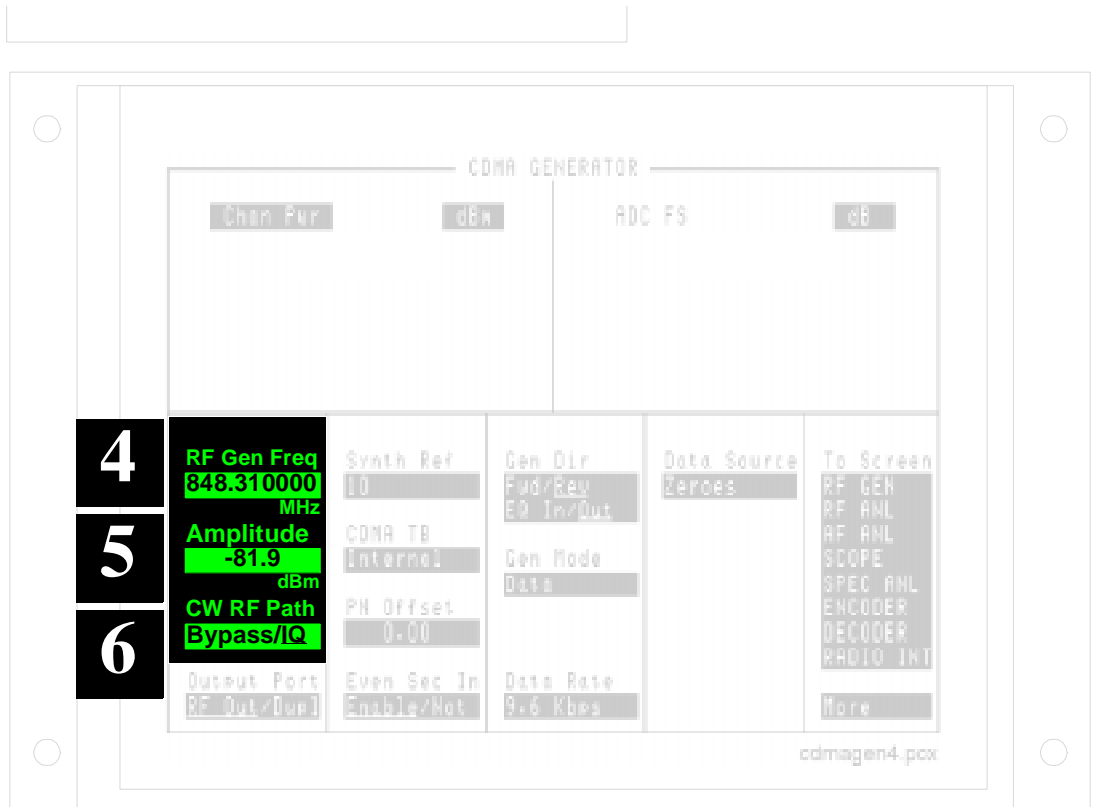 CDMA GENERATOR
Chan Pwr dBm
ADC FS dB
4
RF Gen Freq
848.310000
MHz
5
Amplitude
-81.9
dBm
6
CW RF Path
Bypass/IQ
Output Port
RF Out/Dupl
Synth Ref
10
CDMA TB
Internal
PN Offset
0.00
Even Sec In
Enable/Not
Gen Dir
Fwd/Rev
EQ In/Out
Gen Mode
Data
Data Rate
9.6 Kbps
Data Source
Zeroes
To Screen
RF GEN
RF ANL
AF ANL
SCOPE
SPEC ANL
ENCODER
DECODER
RADIO INT
More
cdmagen4.pcx